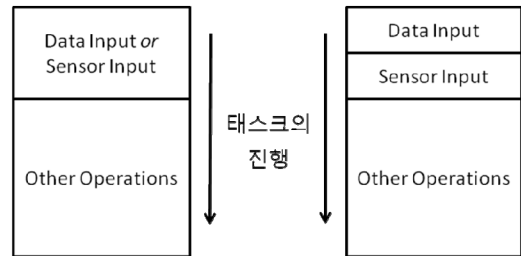 Data Input or
Sensor Input
Other Operations
태스크의
진행
Data Input
Sensor Input
Other Operations